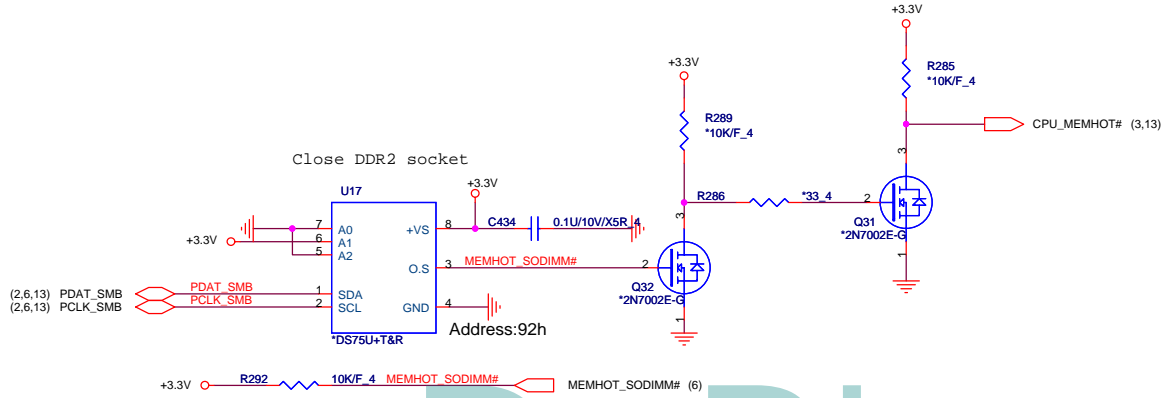 +3.3V
R285
*10K/F_4
CPU_MEMHOT# (3,13)
+3.3V
R289
*10K/F_4
3
R286 *33_4 2
Q31
*2N7002E-G
1
Close DDR2 socket
U17
+3.3V
7 A0 +VS 8 C434 0.1U/10V/X5R_4
+3.3V 6 A1
5 A2
O.S 3 MEMHOT_SODIMM# 2
3
Q32
*2N7002E-G
1
(2,6,13) PDAT_SMB PDAT_SMB 1 SDA
(2,6,13) PCLK_SMB PCLK_SMB 2 SCL GND 4
Address:92h
*DS75U+T&R
+3.3V R292 10K/F_4 MEMHOT_SODIMM# MEMHOT_SODIMM# (6)